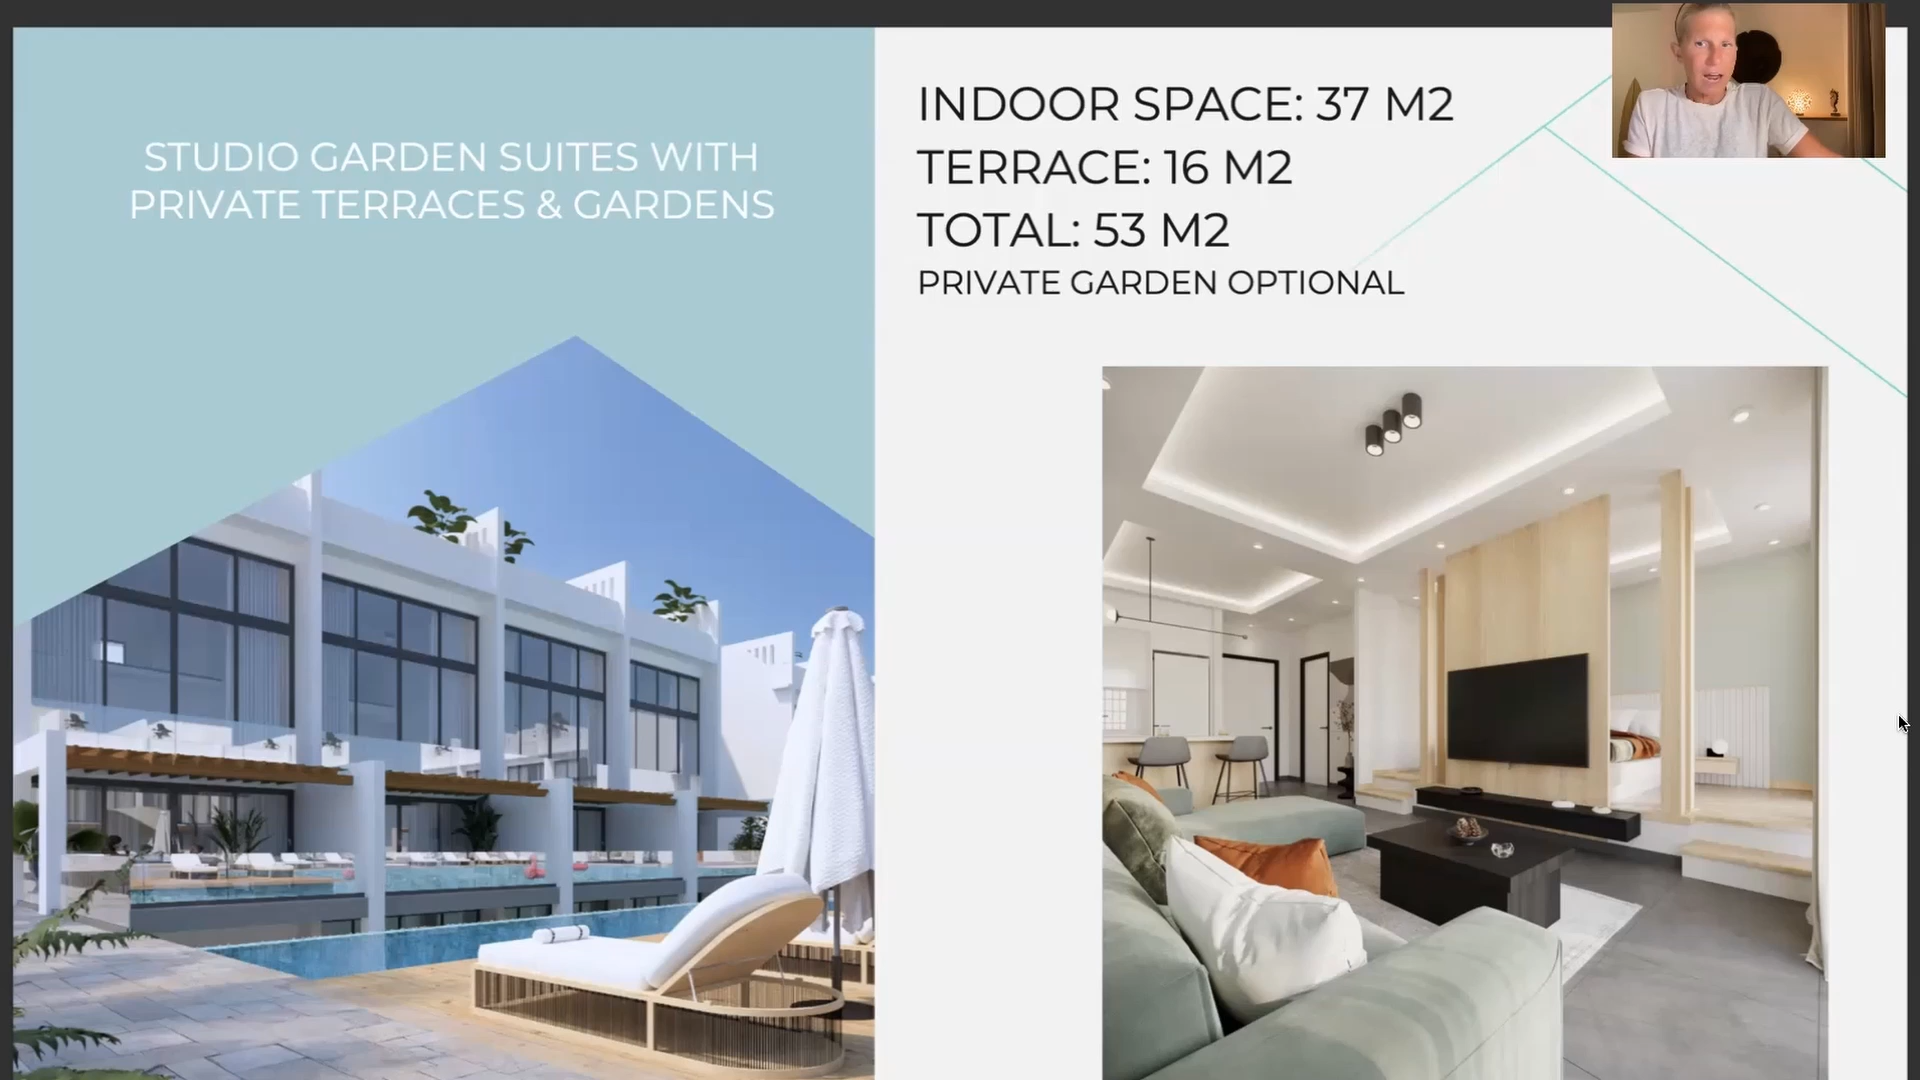 STUDIO GARDEN SUITES WITH
PRIVATE TERRACES & GARDENS
INDOOR SPACE: 37 M2
TERRACE: 16 M2
TOTAL: 53 M2
PRIVATE GARDEN OPTIONAL